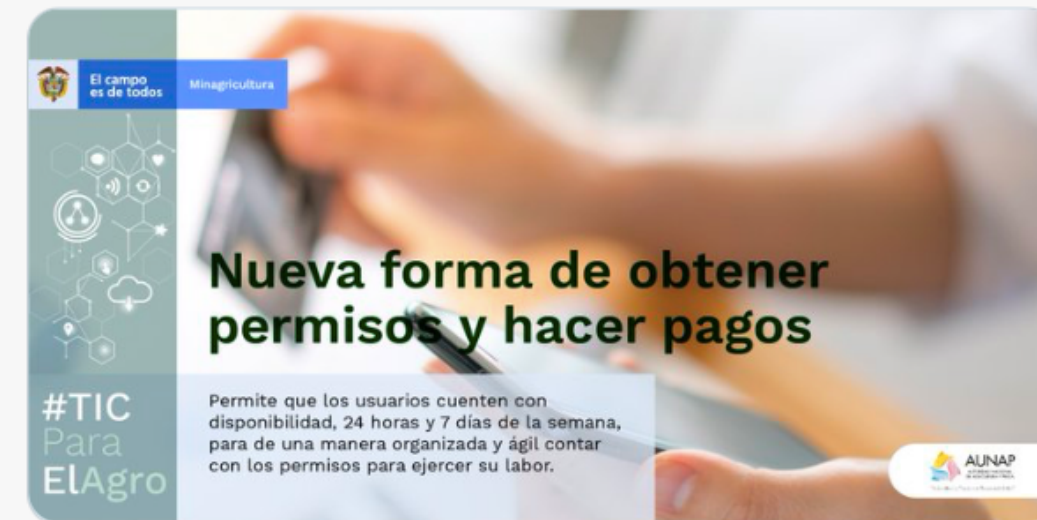 El campo
es de todos
Minagricultura
Nueva forma de obtener
permisos y hacer pagos
#TIC
Para
ElAgro
Permite que los usuarios cuenten con
disponibilidad, 24 horas y 7 días de la semana,
para de una manera organizada y ágil contar
con los permisos para ejercer su labor.
AUNAP